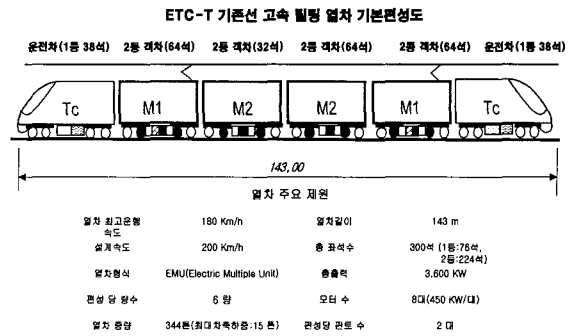 ETC-T 기존선 고속 틸팅 열차 기본편성도
운전차(1등 38석) 2등 객차(64석) 2등 객차(32석) 2등 객차(64석) 2등 객차(64석) 운전차(1등 38석)
Tc M1 M2 M2 M1 Tc
143,00
열차 주요 제원
열차 최고운행 속도 180 Km/h 열차길이 143 m
설계속도 200 Km/h 총 좌석수 300석 (1등:76석,
2등:224석)
열차형식 EMU(Electric Multiple Unit) 총출력 3,600 KW
편성 당 량수 6 량 모터 수 8대(450 KW/대)
열차 중량 344톤(최대차축하중:15 톤) 편성당 판토 수 2 대